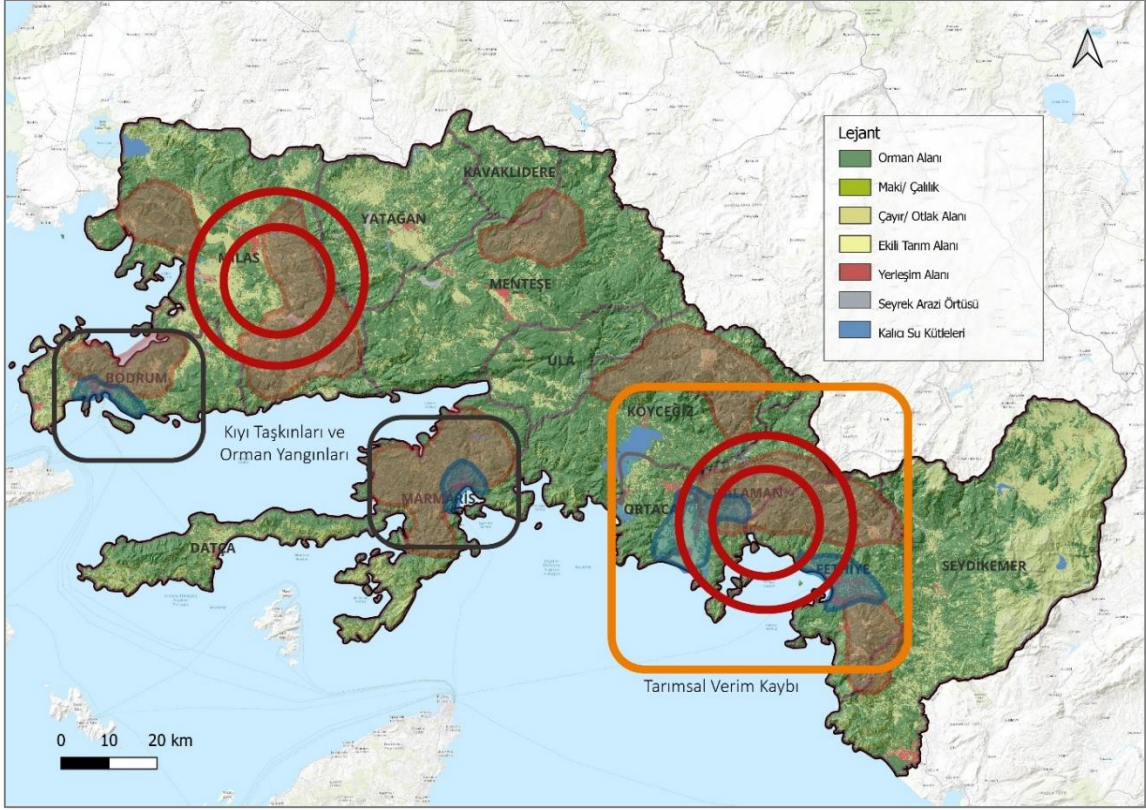 Lejant
Orman Alanı
Maki/ Çalılık
Çayır/ Otlak Alanı
Ekili Tarım Alanı
Yerleşim Alanı
Seyrek Arazi Örtüsü
Kalıcı Su Kütleleri
KAVAKLIDERE
YATAĞAN
MİLAS
MENTEŞE
ULA
BODRUM
KÖYCEĞİZ
Kıyı Taşkınları ve
Orman Yangınları
MARMARİS
ORTACA
DATÇA
FETHİYE
SEYDİKEMER
Tarımsal Verim Kaybı
0 10 20 km